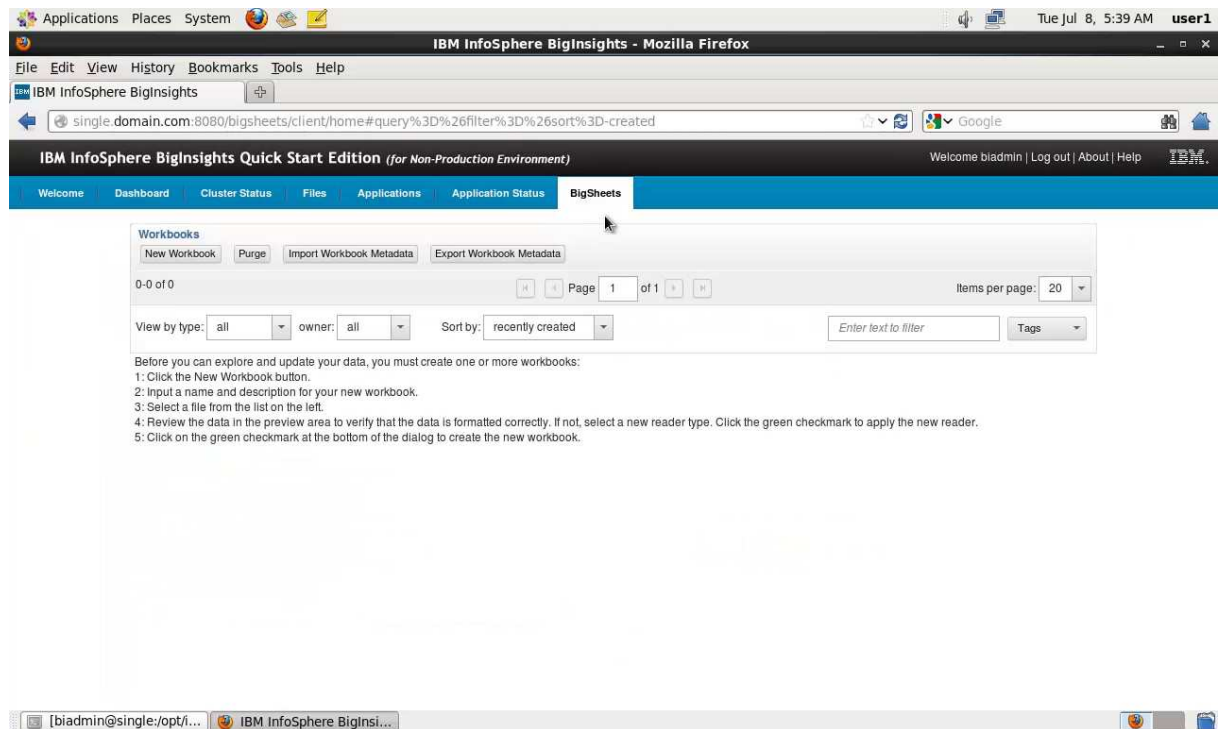 Applications Places System Tue Jul 8, 5:39 AM user1
IBM InfoSphere BigInsights - Mozilla Firefox
File Edit View History Bookmarks Tools Help
IBM IBM InfoSphere BigInsights
single.domain.com:8080/bigsheets/client/home#query%3D%26filter%3D%26sort%3D-created Google
IBM InfoSphere BigInsights Quick Start Edition (for Non-Production Environment) Welcome biadmin | Log out | About | Help IBM.
Welcome Dashboard Cluster Status Files Applications Application Status BigSheets
Workbooks
New Workbook Purge Import Workbook Metadata Export Workbook Metadata
0-0 of 0 Page 1 of 1 Items per page: 20
View by type: all owner: all Sort by: recently created Enter text to filter Tags
Before you can explore and update your data, you must create one or more workbooks:
1: Click the New Workbook button.
2: Input a name and description for your new workbook.
3: Select a file from the list on the left.
4: Review the data in the preview area to verify that the data is formatted correctly. If not, select a new reader type. Click the green checkmark to apply the new reader.
5: Click on the green checkmark at the bottom of the dialog to create the new workbook.
[biadmin@single:/opt/i... IBM InfoSphere BigInsi...